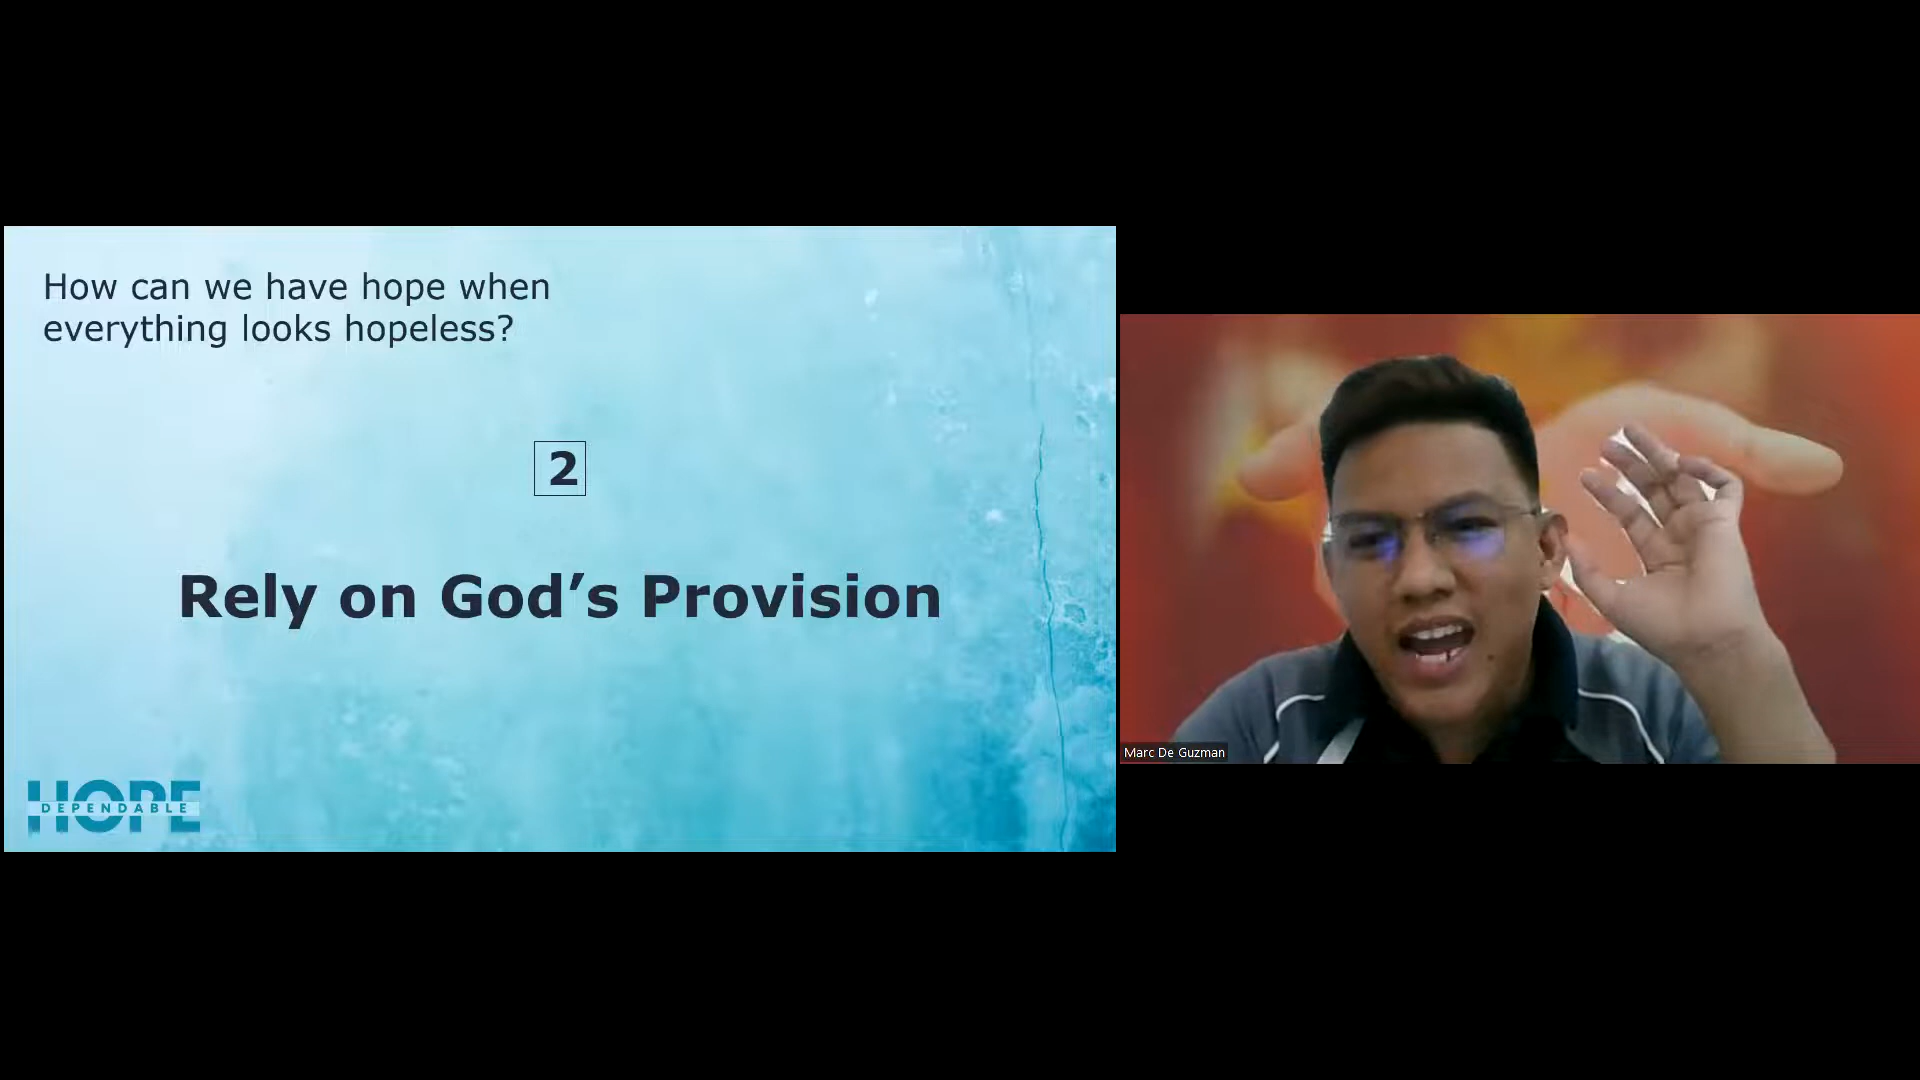 How can we have hope when
everything looks hopeless?
2
Rely on God’s Provision
HOPE
DEPENDABLE
Marc De Guzman